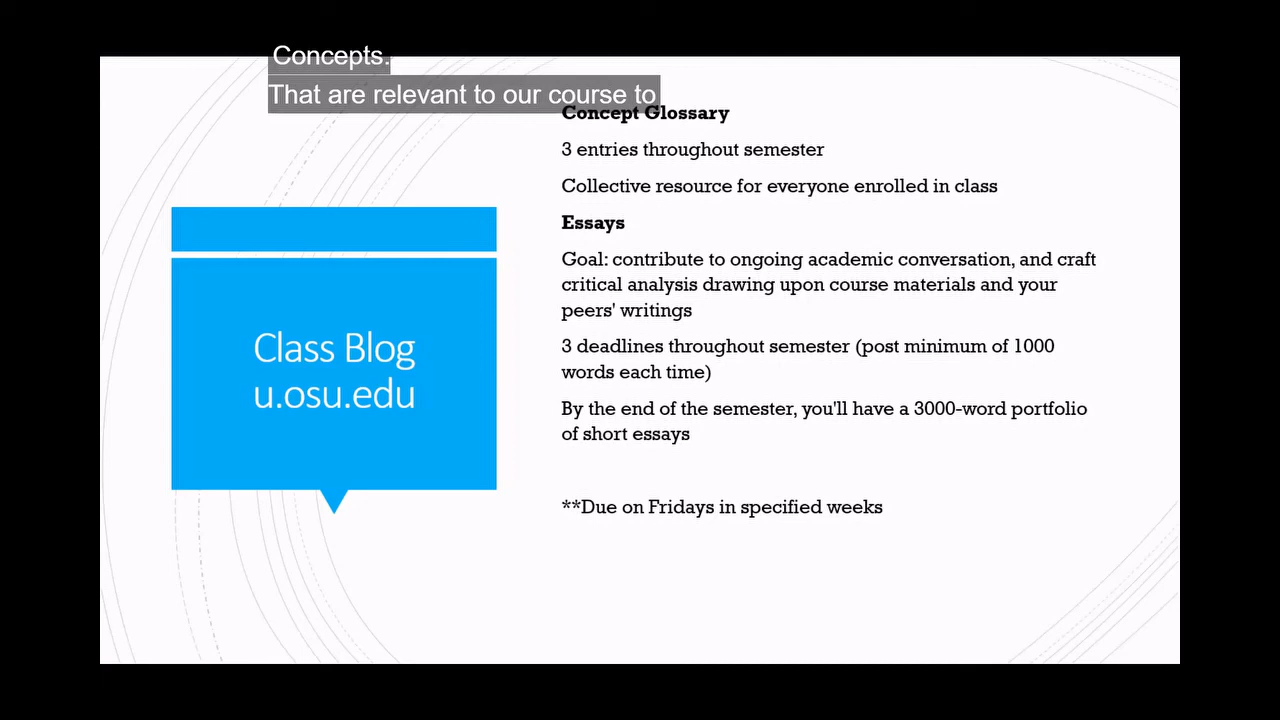 Concepts.
That are relevant to our course to
Concept Glossary
3 entries throughout semester
Collective resource for everyone enrolled in class
Essays
Goal: contribute to ongoing academic conversation, and craft
critical analysis drawing upon course materials and your
peers' writings
3 deadlines throughout semester (post minimum of 1000
words each time)
By the end of the semester, you'll have a 3000-word portfolio
of short essays
**Due on Fridays in specified weeks
Class Blog
u.osu.edu